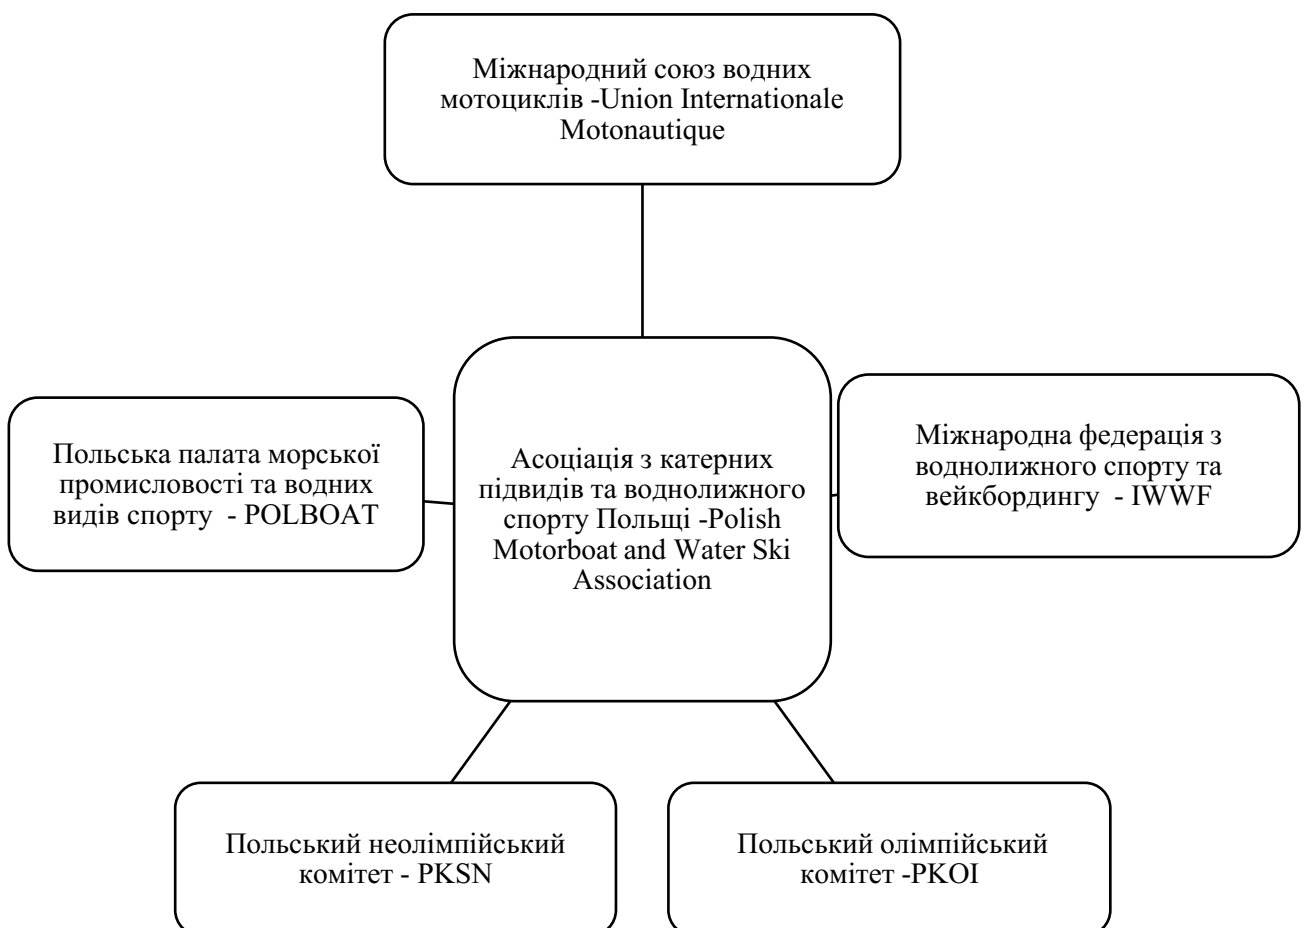 Міжнародний союз водних
мотоциклів -Union Internationale
Motonautique
Польська палата морської
промисловості та водних
видів спорту - POLBOAT
Асоціація з катерних
підвидів та воднолижного
спорту Польщі -Polish
Motorboat and Water Ski
Association
Міжнародна федерація з
воднолижного спорту та
вейкбордингу - IWWF
Польський неолімпійський
комітет - PKSN
Польський олімпійський
комітет -PKOI